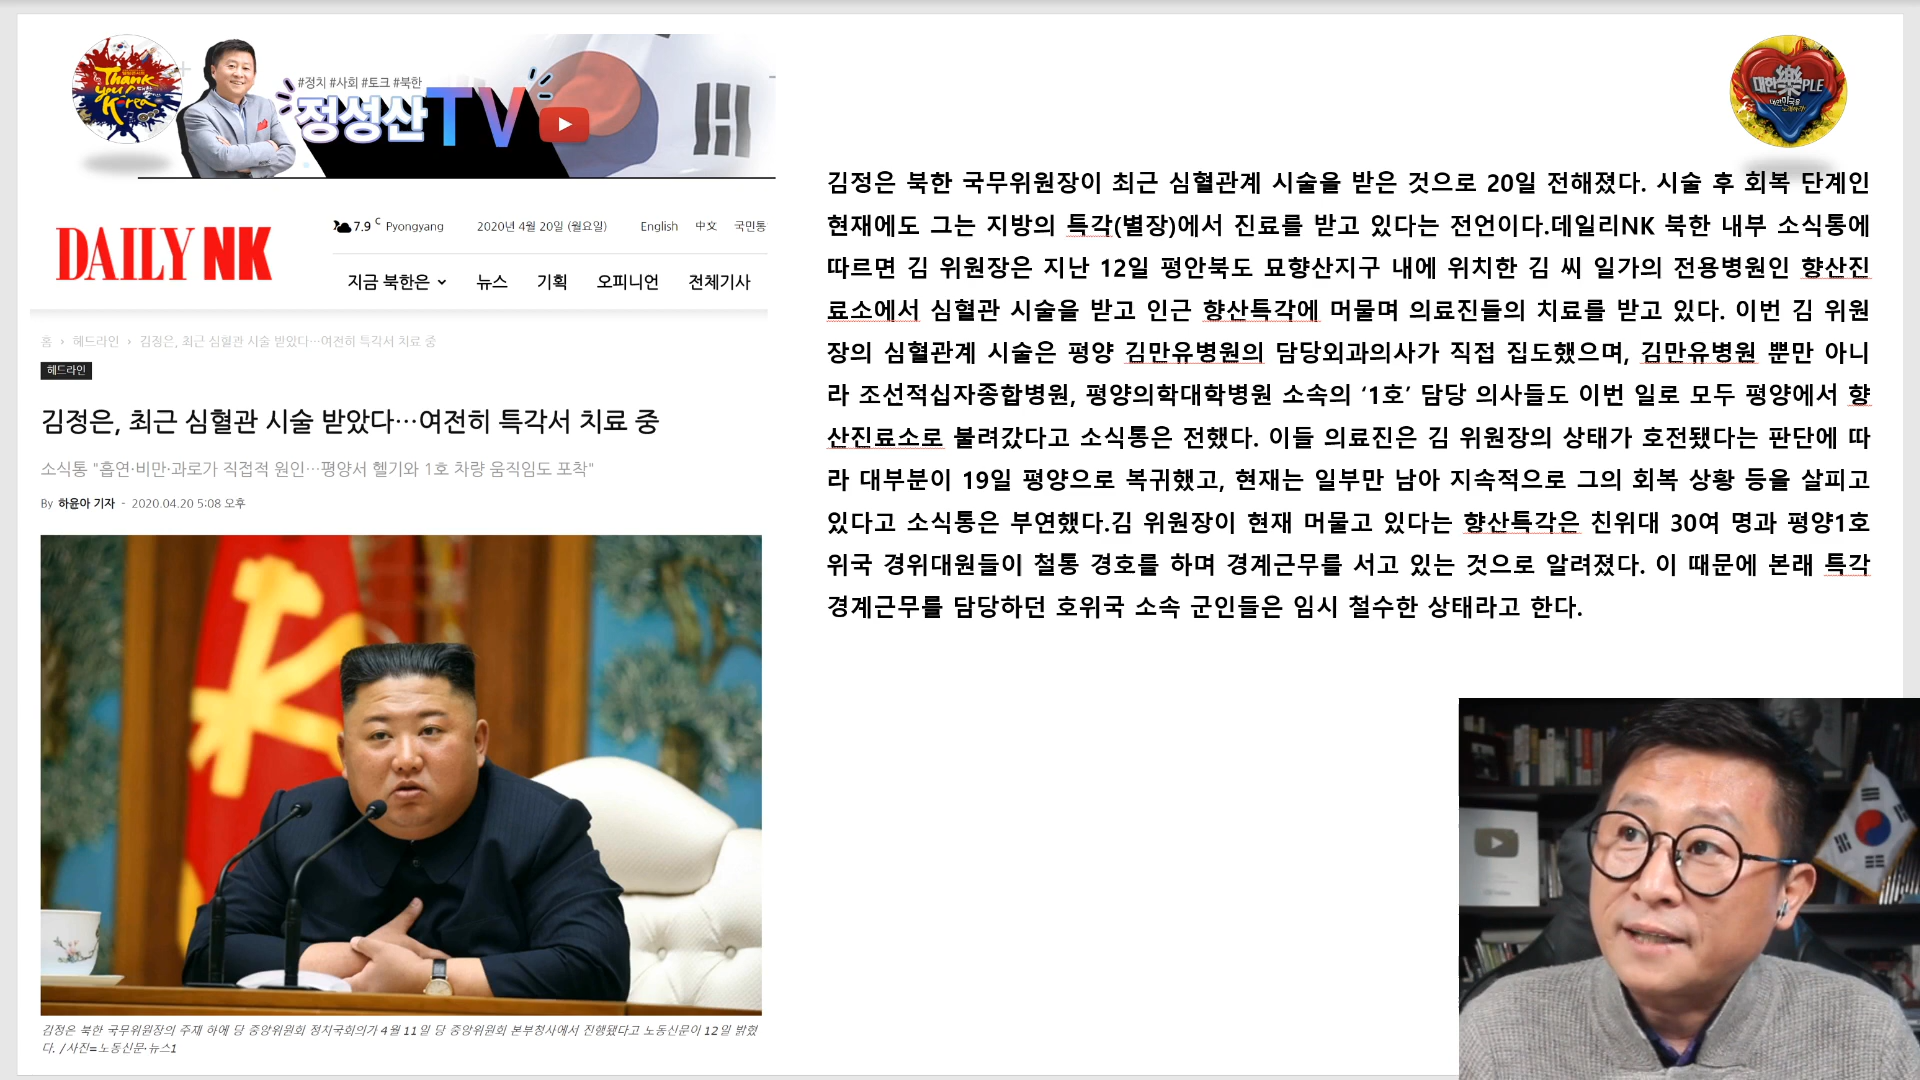 Thank you Korea
#정치 #사회 #토크 #북한
정성산TV
대한樂PLE
DAILY NK
7.9 C Pyongyang 2020년 4월 20일 (월요일) English 中文 국민통
지금 북한은 뉴스 기획 오피니언 전체기사
홈 › 헤드라인 › 김정은, 최근 심혈관 시술 받았다…여전히 특각서 치료 중
헤드라인
김정은, 최근 심혈관 시술 받았다…여전히 특각서 치료 중
소식통 "흡연·비만·과로가 직접적 원인…평양서 헬기와 1호 차량 움직임도 포착"
By 하윤아 기자 - 2020.04.20 5:08 오후
김정은 북한 국무위원장의 주재 하에 당 중앙위원회 정치국회의가 4월 11일 당 중앙위원회 본부청사에서 진행됐다고 노동신문이 12일 밝혔
다. /사진=노동신문·뉴스1
김정은 북한 국무위원장이 최근 심혈관계 시술을 받은 것으로 20일 전해졌다. 시술 후 회복 단계인
현재에도 그는 지방의 특각(별장)에서 진료를 받고 있다는 전언이다.데일리NK 북한 내부 소식통에
따르면 김 위원장은 지난 12일 평안북도 묘향산지구 내에 위치한 김 씨 일가의 전용병원인 향산진
료소에서 심혈관 시술을 받고 인근 향산특각에 머물며 의료진들의 치료를 받고 있다. 이번 김 위원
장의 심혈관계 시술은 평양 김만유병원의 담당외과의사가 직접 집도했으며, 김만유병원 뿐만 아니
라 조선적십자종합병원, 평양의학대학병원 소속의 ‘1호’ 담당 의사들도 이번 일로 모두 평양에서 향
산진료소로 불려갔다고 소식통은 전했다. 이들 의료진은 김 위원장의 상태가 호전됐다는 판단에 따
라 대부분이 19일 평양으로 복귀했고, 현재는 일부만 남아 지속적으로 그의 회복 상황 등을 살피고
있다고 소식통은 부연했다.김 위원장이 현재 머물고 있다는 향산특각은 친위대 30여 명과 평양1호
위국 경위대원들이 철통 경호를 하며 경계근무를 서고 있는 것으로 알려졌다. 이 때문에 본래 특각
경계근무를 담당하던 호위국 소속 군인들은 임시 철수한 상태라고 한다.